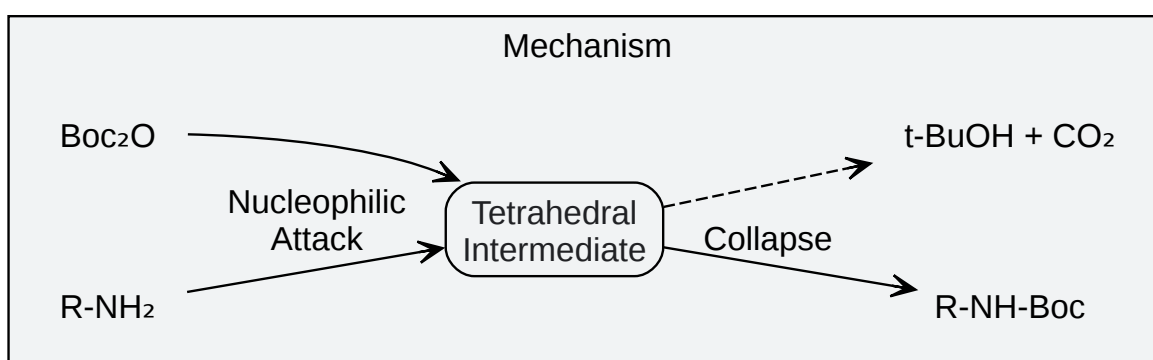 Mechanism
Boc₂O
t-BuOH + CO₂
Nucleophilic
Attack
Tetrahedral
Intermediate
Collapse
R-NH₂
R-NH-Boc